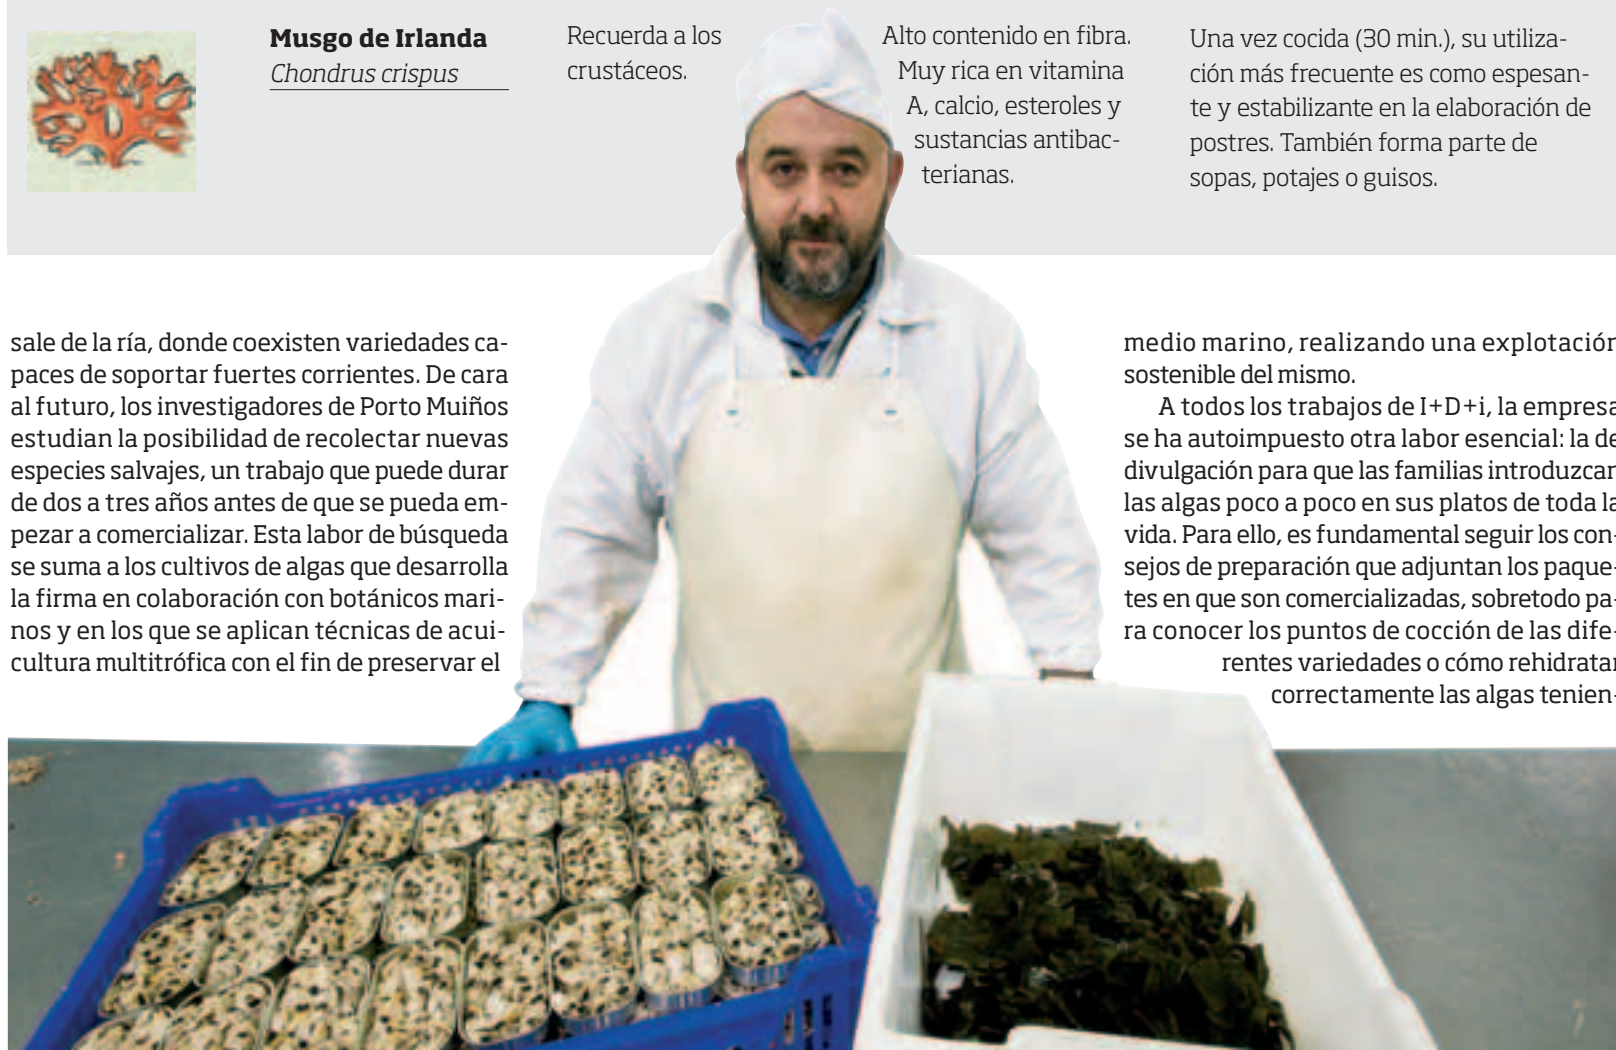 Musgo de Irlanda
Chondrus crispus
Recuerda a los
crustáceos.
Alto contenido en fibra.
Muy rica en vitamina
A, calcio, esteroles y
sustancias antibac-
terianas.
Una vez cocida (30 min.), su utiliza-
ción más frecuente es como espesan-
te y estabilizante en la elaboración de
postres. También forma parte de
sopas, potajes o guisos.
sale de la ría, donde coexisten variedades ca-
paces de soportar fuertes corrientes. De cara
al futuro, los investigadores de Porto Muiños
estudian la posibilidad de recolectar nuevas
especies salvajes, un trabajo que puede durar
de dos a tres años antes de que se pueda em-
pezar a comercializar. Esta labor de búsqueda
se suma a los cultivos de algas que desarrolla
la firma en colaboración con botánicos mari-
nos y en los que se aplican técnicas de acui-
cultura multitrófica con el fin de preservar el
medio marino, realizando una explotación
sostenible del mismo.
A todos los trabajos de I+D+i, la empresa
se ha autoimpuesto otra labor esencial: la de
divulgación para que las familias introduzcan
las algas poco a poco en sus platos de toda la
vida. Para ello, es fundamental seguir los con-
sejos de preparación que adjuntan los paque-
tes en que son comercializadas, sobretodo pa-
ra conocer los puntos de cocción de las dife-
rentes variedades o cómo rehidratar
correctamente las algas tenien-